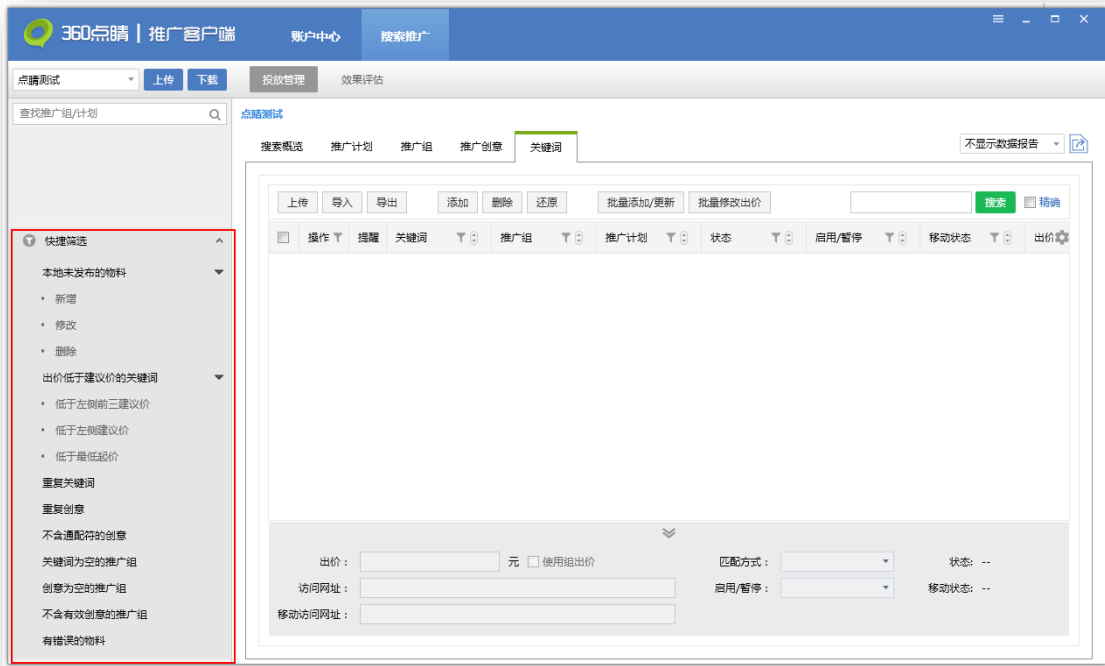 360点睛 | 推广客户端 账户中心 搜索推广
点睛测试 上传 下载 投放管理 效果评估
查找推广组/计划
点睛测试
搜索概览 推广计划 推广组 推广创意 关键词 不显示数据报告
上传 导入 导出 添加 删除 还原 批量添加/更新 批量修改出价 搜索 精确
操作 提醒 关键词 推广组 推广计划 状态 启用/暂停 移动状态 出价
快捷筛选
本地未发布的物料
• 新增
• 修改
• 删除
出价低于建议价的关键词
• 低于左侧前三建议价
• 低于左侧建议价
• 低于最低起价
重复关键词
重复创意
不含通配符的创意
关键词为空的推广组
创意为空的推广组
不含有效创意的推广组
有错误的物料
出价: 元 使用组出价 匹配方式: 状态: --
访问网址: 启用/暂停: 移动状态: --
移动访问网址: